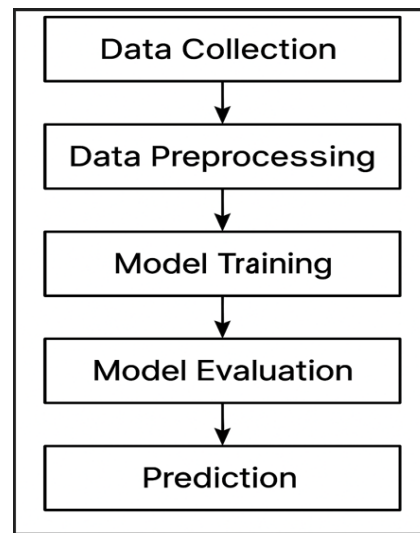 Data Collection
Data Preprocessing
Model Training
Model Evaluation
Prediction